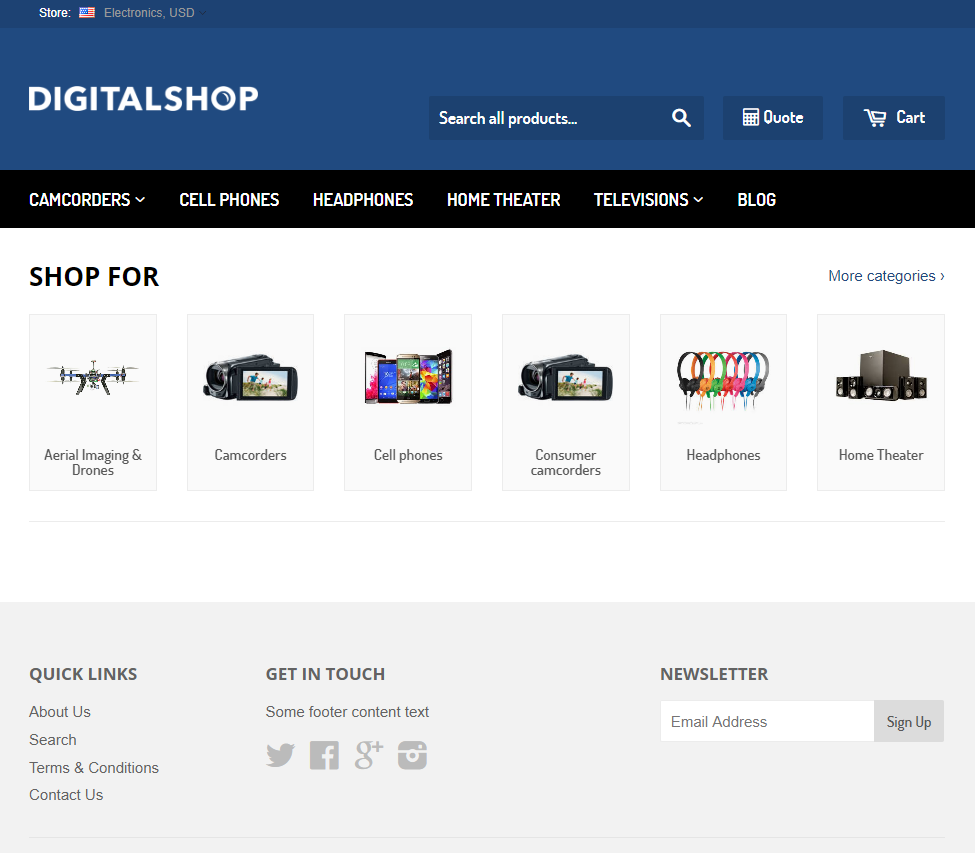 Store: Electronics, USD
DIGITALSHOP
Search all products...
Quote
Cart
CAMCORDERS CELL PHONES HEADPHONES HOME THEATER TELEVISIONS BLOG
SHOP FOR
More categories ›
Aerial Imaging &
Drones
Camcorders
Cell phones
Consumer
camcorders
Headphones
Home Theater
QUICK LINKS
About Us
Search
Terms & Conditions
Contact Us
GET IN TOUCH
Some footer content text
NEWSLETTER
Email Address
Sign Up